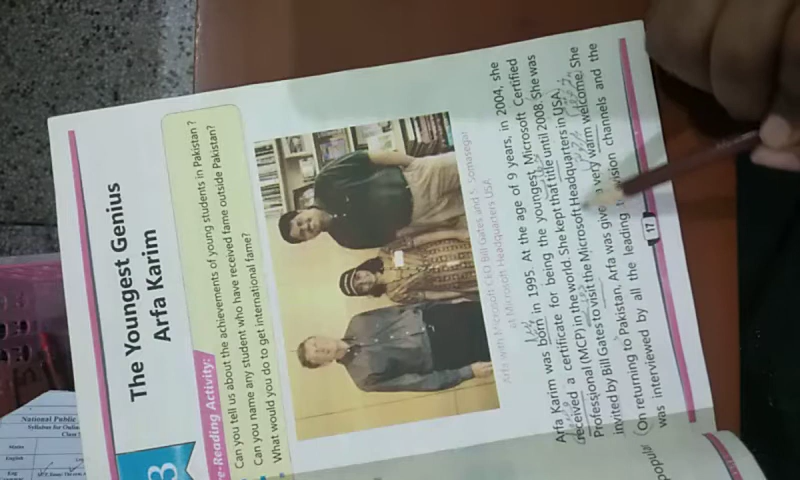 3
The Youngest Genius
Arfa Karim
e-Reading Activity:
Can you tell us about the achievements of young students in Pakistan ?
Can you name any student who have received fame outside Pakistan?
What would you do to get international fame?
Arfa with Microsoft CEO Bill Gates and S. Somasegar
at Microsoft Headquarters USA
Arfa Karim was born in 1995. At the age of 9 years, in 2004, she
received a certificate for being the youngest Microsoft Certified
Professional (MCP) in the world. She kept that title until 2008. She was
invited by Bill Gates to visit the Microsoft Headquarters in USA.
On returning to Pakistan, Arfa was give very warm welcome. She
was interviewed by all the leading vision channels and the
17
popula
National Public
Class
English